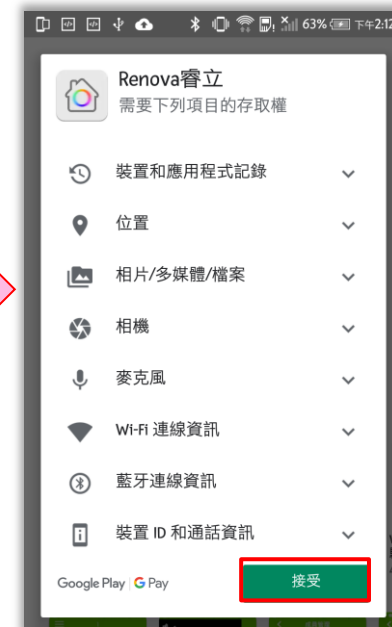 63% 下午2:12
Renova睿立
需要下列項目的存取權
裝置和應用程式記錄
位置
相片/多媒體/檔案
相機
麥克風
Wi-Fi 連線資訊
藍牙連線資訊
裝置 ID 和通話資訊
Google Play G Pay
接受